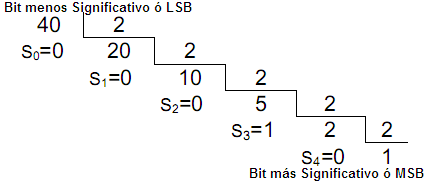 Bit menos Significativo ó LSB
40 2
S0=0 20 2
S1=0 10 2
S2=0 5 2
S3=1 2 2
S4=0 1
Bit más Significativo ó MSB